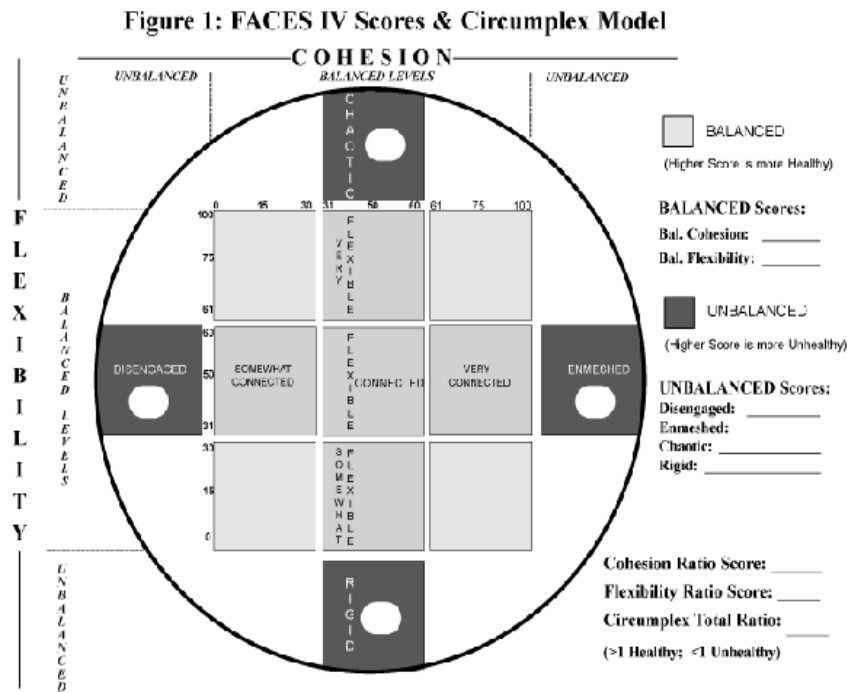 Figure 1: FACES IV Scores & Circumplex Model
COHESION
UNBALANCED
BALANCED LEVELS
UNBALANCED
FLEXIBILITY
UNBALANCED
BALANCED LEVELS
UNBALANCED
CHAOTIC
0 15 30 31 50 60 61 75 100
100
75
61
VERY
FLEXIBLE
60
50
31
DISENGAGED
SOMEWHAT
CONNECTED
FLEXIBLE
CONNECTED
VERY
CONNECTED
ENMESHED
30
15
0
SOMEWHAT
FLEXIBLE
RIGID
BALANCED
(Higher Score is more Healthy)
BALANCED Scores:
Bal. Cohesion:
Bal. Flexibility:
UNBALANCED
(Higher Score is more Unhealthy)
UNBALANCED Scores:
Disengaged:
Enmeshed:
Chaotic:
Rigid:
Cohesion Ratio Score:
Flexibility Ratio Score:
Circumplex Total Ratio:
(>1 Healthy; <1 Unhealthy)